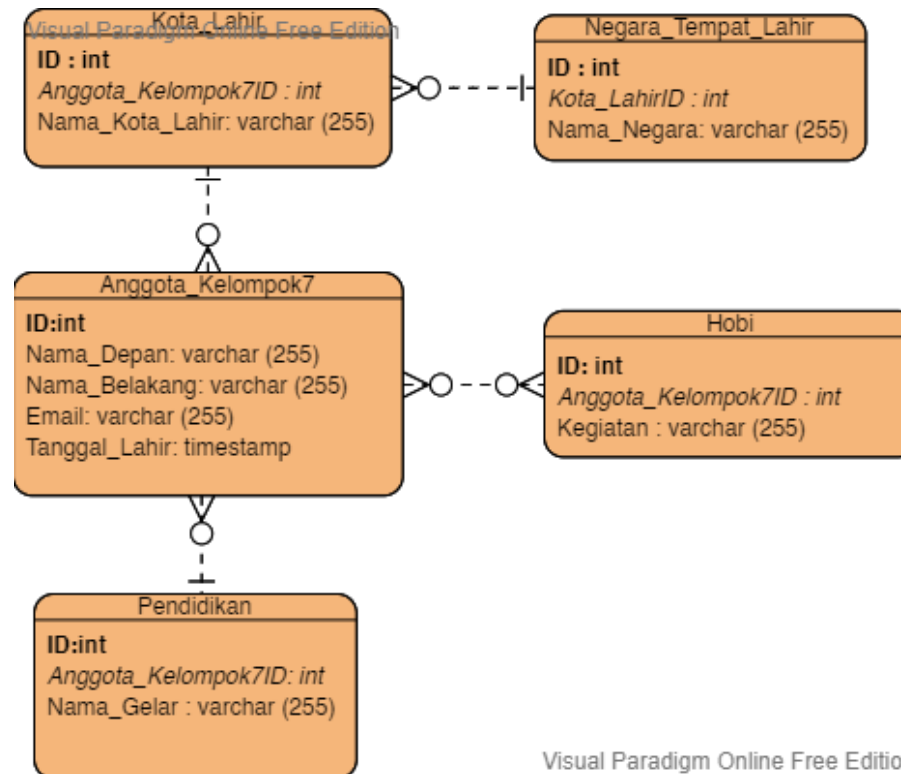 Kota_Lahir
Visual Paradigm Online Free Edition
ID : int
Anggota_Kelompok7ID : int
Nama_Kota_Lahir: varchar (255)
Negara_Tempat_Lahir
ID : int
Kota_LahirID : int
Nama_Negara: varchar (255)
Anggota_Kelompok7
ID:int
Nama_Depan: varchar (255)
Nama_Belakang: varchar (255)
Email: varchar (255)
Tanggal_Lahir: timestamp
Hobi
ID: int
Anggota_Kelompok7ID : int
Kegiatan : varchar (255)
Pendidikan
ID:int
Anggota_Kelompok7ID: int
Nama_Gelar : varchar (255)
Visual Paradigm Online Free Editio